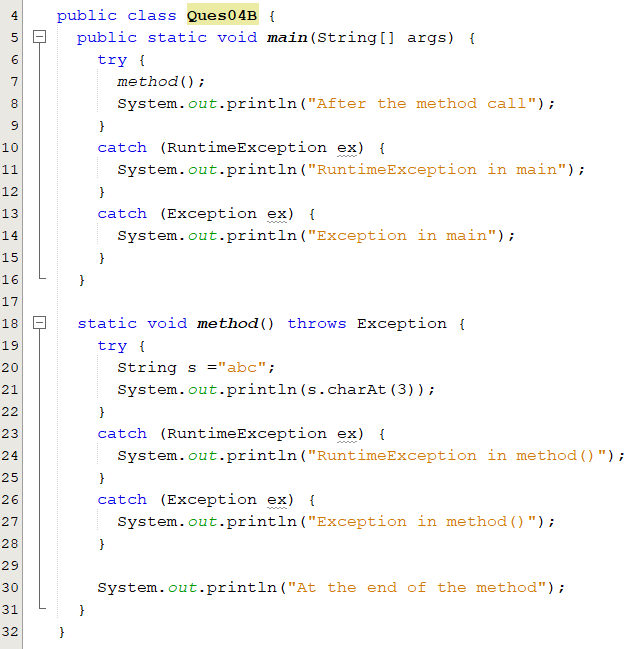 4 public class Ques04B {
5 public static void main(String[] args) {
6 try {
7 method();
8 System.out.println("After the method call");
9 }
10 catch (RuntimeException ex) {
11 System.out.println("RuntimeException in main");
12 }
13 catch (Exception ex) {
14 System.out.println("Exception in main");
15 }
16 }
17
18 static void method() throws Exception {
19 try {
20 String s ="abc";
21 System.out.println(s.charAt(3));
22 }
23 catch (RuntimeException ex) {
24 System.out.println("RuntimeException in method()");
25 }
26 catch (Exception ex) {
27 System.out.println("Exception in method()");
28 }
29
30 System.out.println("At the end of the method");
31 }
32 }